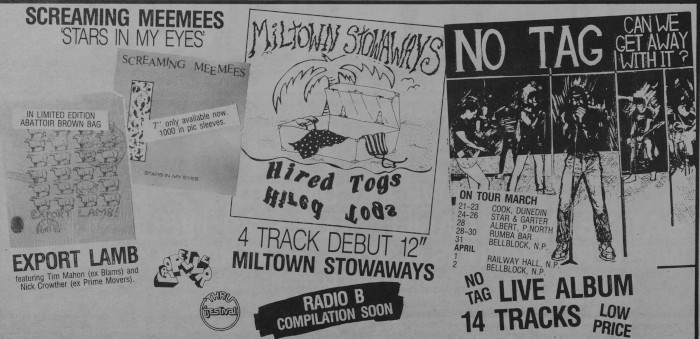 SCREAMING MEEMEES
'STARS IN MY EYES'
SCREAMING MEEMEES
7" only available now.
1000 in pic sleeves.
STARS IN MY EYES
IN LIMITED EDITION
ABATTOIR BROWN BAG
EXPORT LAMB
EXPORT LAMB
featuring Tim Mahon (ex Blams) and
Nick Crowther (ex Prime Movers).
MILTOWN STOWAWAYS
Hired Togs
Hired Togs
4 TRACK DEBUT 12"
MILTOWN STOWAWAYS
THRU
FESTIVAL
RADIO B
COMPILATION SOON
NO TAG
CAN WE
GET AWAY
WITH IT?
ON TOUR MARCH
21-23 COOK, DUNEDIN
24-26 STAR & GARTER
28 ALBERT, P.NORTH
28-30 RUMBA BAR
31 BELLBLOCK, N.P.
APRIL
1 RAILWAY HALL, N.P.
2 BELLBLOCK, N.P.
NO
TAG
LIVE ALBUM
14 TRACKS
LOW
PRICE